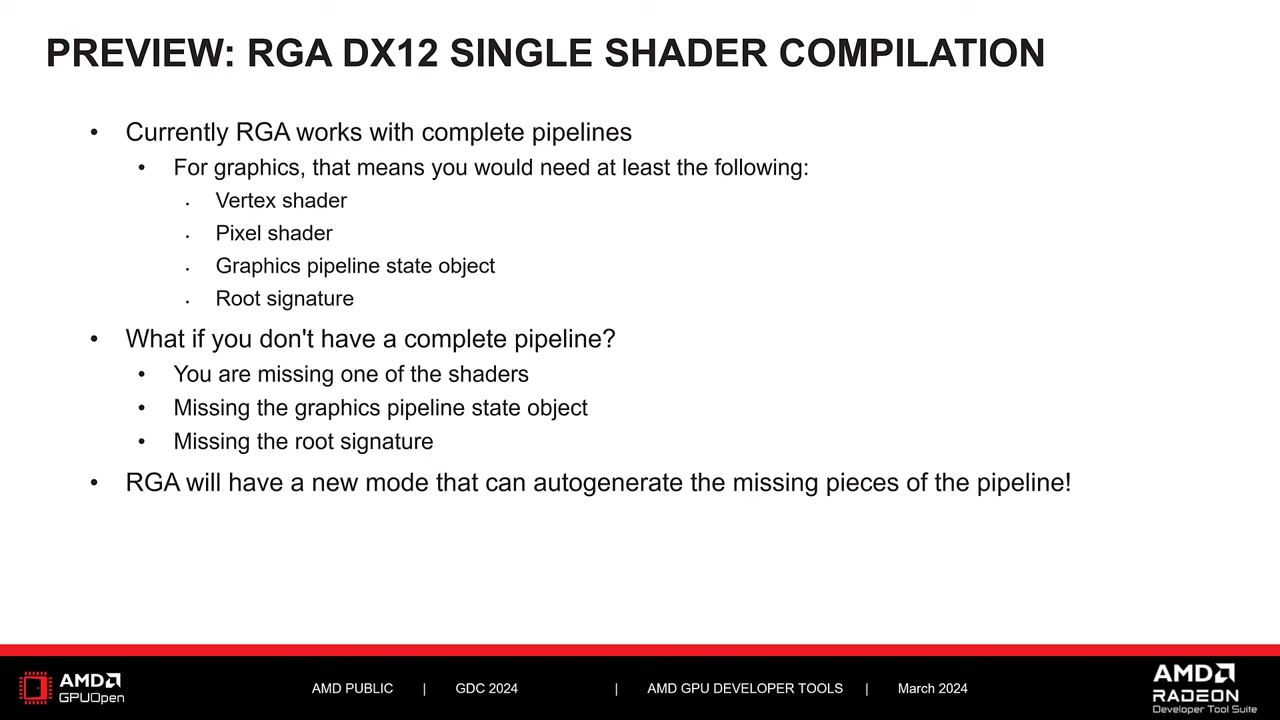 PREVIEW: RGA DX12 SINGLE SHADER COMPILATION
• Currently RGA works with complete pipelines
• For graphics, that means you would need at least the following:
• Vertex shader
• Pixel shader
• Graphics pipeline state object
• Root signature
• What if you don't have a complete pipeline?
• You are missing one of the shaders
• Missing the graphics pipeline state object
• Missing the root signature
• RGA will have a new mode that can autogenerate the missing pieces of the pipeline!
AMD
GPUOpen
AMD PUBLIC | GDC 2024 | AMD GPU DEVELOPER TOOLS | March 2024
AMD
RADEON
Developer Tool Suite